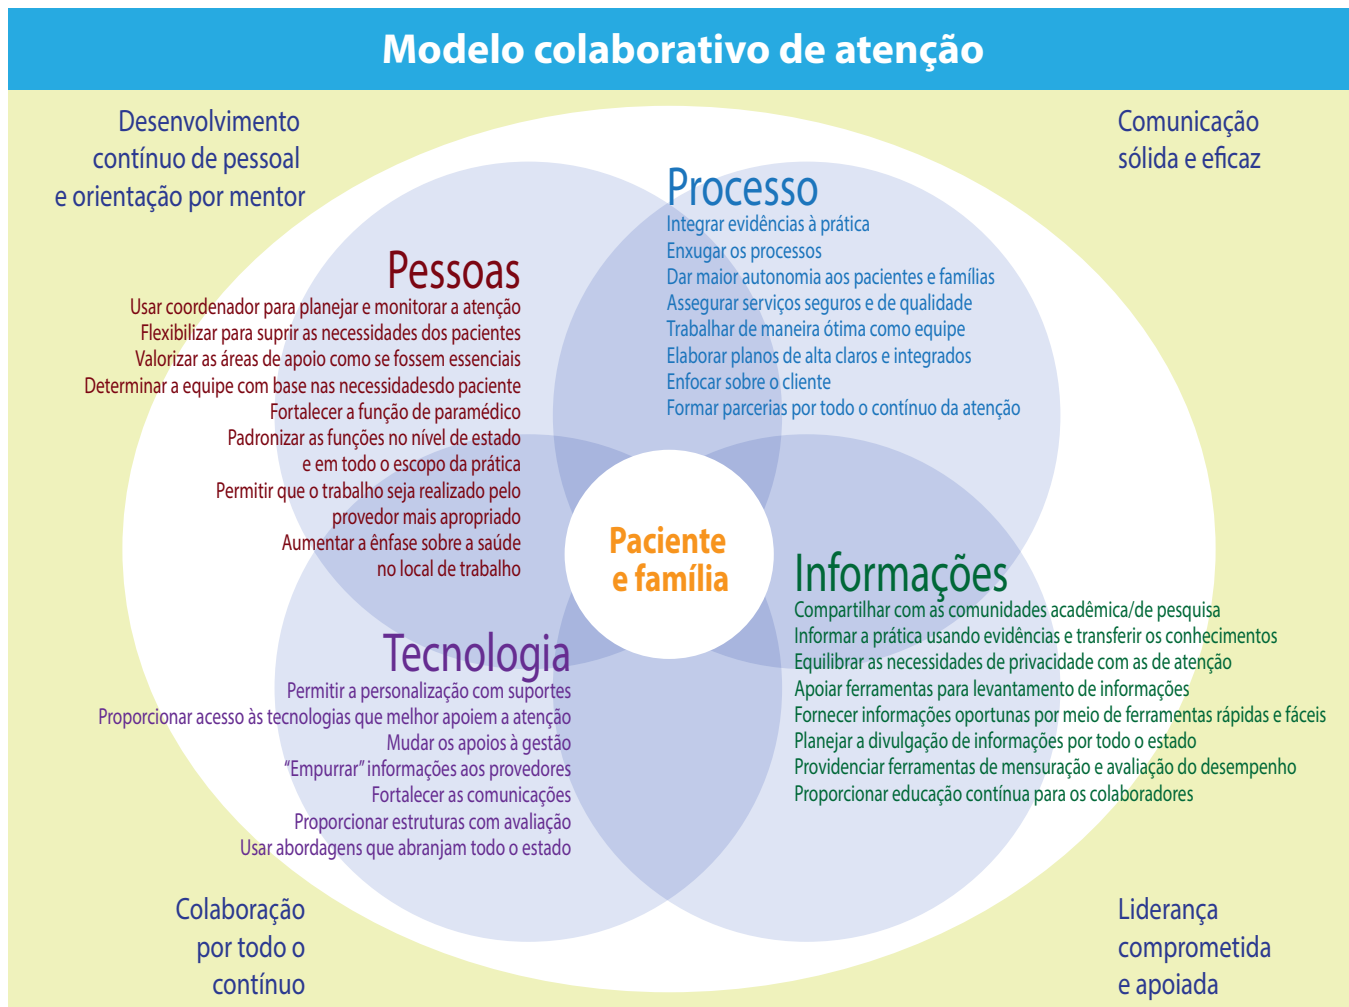 Modelo colaborativo de atenção
Desenvolvimento
contínuo de pessoal
e orientação por mentor
Comunicação
sólida e eficaz
Processo
Integrar evidências à prática
Enxugar os processos
Dar maior autonomia aos pacientes e famílias
Assegurar serviços seguros e de qualidade
Trabalhar de maneira ótima como equipe
Elaborar planos de alta claros e integrados
Enfocar sobre o cliente
Formar parcerias por todo o contínuo da atenção
Pessoas
Usar coordenador para planejar e monitorar a atenção
Flexibilizar para suprir as necessidades dos pacientes
Valorizar as áreas de apoio como se fossem essenciais
Determinar a equipe com base nas necessidadesdo paciente
Fortalecer a função de paramédico
Padronizar as funções no nível de estado
e em todo o escopo da prática
Permitir que o trabalho seja realizado pelo
provedor mais apropriado
Aumentar a ênfase sobre a saúde
no local de trabalho
Paciente
e família
Informações
Compartilhar com as comunidades acadêmica/de pesquisa
Informar a prática usando evidências e transferir os conhecimentos
Equilibrar as necessidades de privacidade com as de atenção
Apoiar ferramentas para levantamento de informações
Fornecer informações oportunas por meio de ferramentas rápidas e fáceis
Planejar a divulgação de informações por todo o estado
Providenciar ferramentas de mensuração e avaliação do desempenho
Proporcionar educação contínua para os colaboradores
Tecnologia
Permitir a personalização com suportes
Proporcionar acesso às tecnologias que melhor apoiem a atenção
Mudar os apoios à gestão
“Empurrar” informações aos provedores
Fortalecer as comunicações
Proporcionar estruturas com avaliação
Usar abordagens que abranjam todo o estado
Colaboração
por todo o
contínuo
Liderança
comprometida
e apoiada